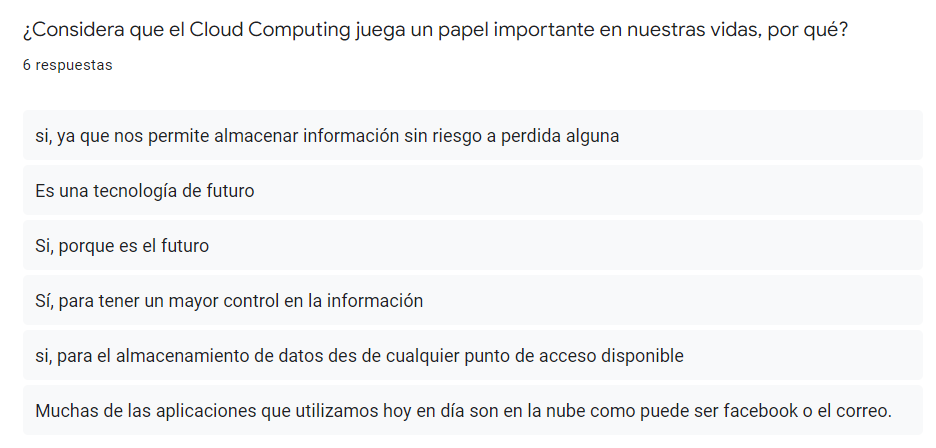 ¿Considera que el Cloud Computing juega un papel importante en nuestras vidas, por qué?
6 respuestas
si, ya que nos permite almacenar información sin riesgo a perdida alguna
Es una tecnología de futuro
Si, porque es el futuro
Sí, para tener un mayor control en la información
si, para el almacenamiento de datos des de cualquier punto de acceso disponible
Muchas de las aplicaciones que utilizamos hoy en día son en la nube como puede ser facebook o el correo.